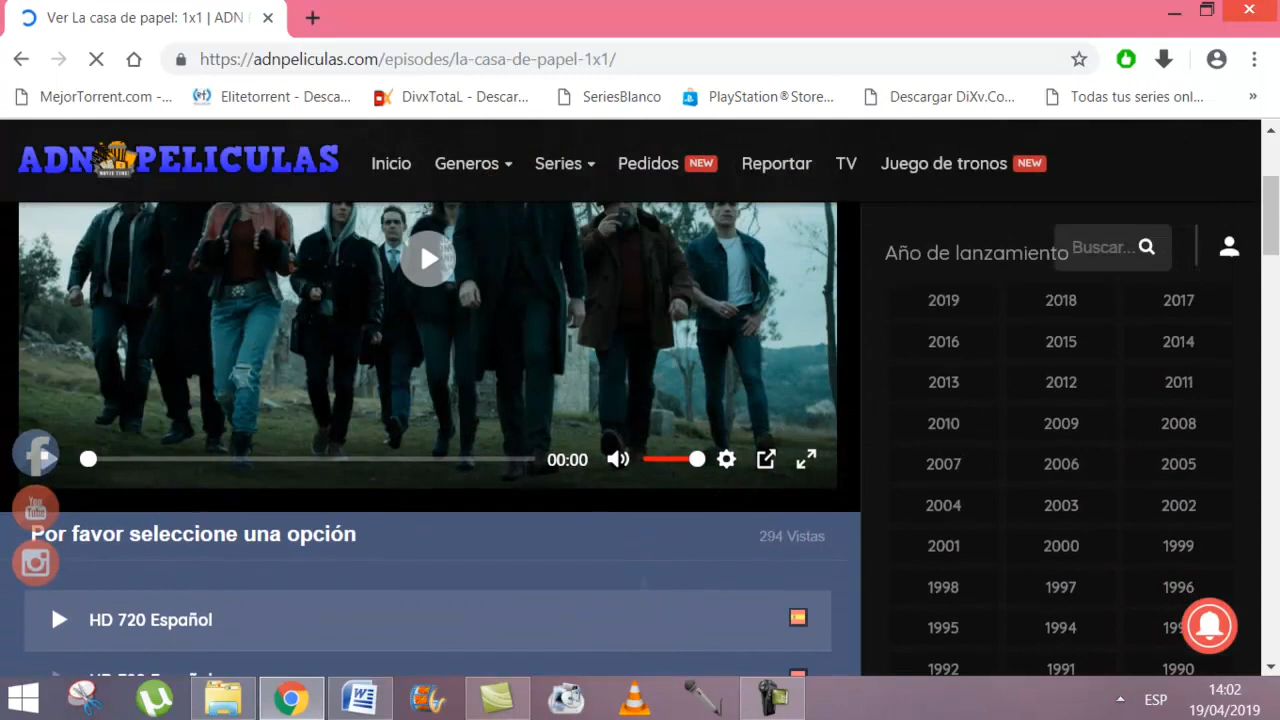 Ver La casa de papel: 1x1 | ADN
https://adnpeliculas.com/episodes/la-casa-de-papel-1x1/
MejorTorrent.com -...
Elitetorrent - Desca...
DivxTotaL - Descar...
SeriesBlanco
PlayStation®Store...
Descargar DiXv.Co...
Todas tus series onl...
»
ADN PELICULAS
Inicio
Generos
Series
Pedidos NEW
Reportar
TV
Juego de tronos NEW
Año de lanzamiento
Buscar...
2019 2018 2017
2016 2015 2014
2013 2012 2011
2010 2009 2008
2007 2006 2005
2004 2003 2002
2001 2000 1999
1998 1997 1996
1995 1994
1992 1991 1990
00:00
You Tube
Por favor seleccione una opción
294 Vistas
HD 720 Español
ESP
14:02
19/04/2019